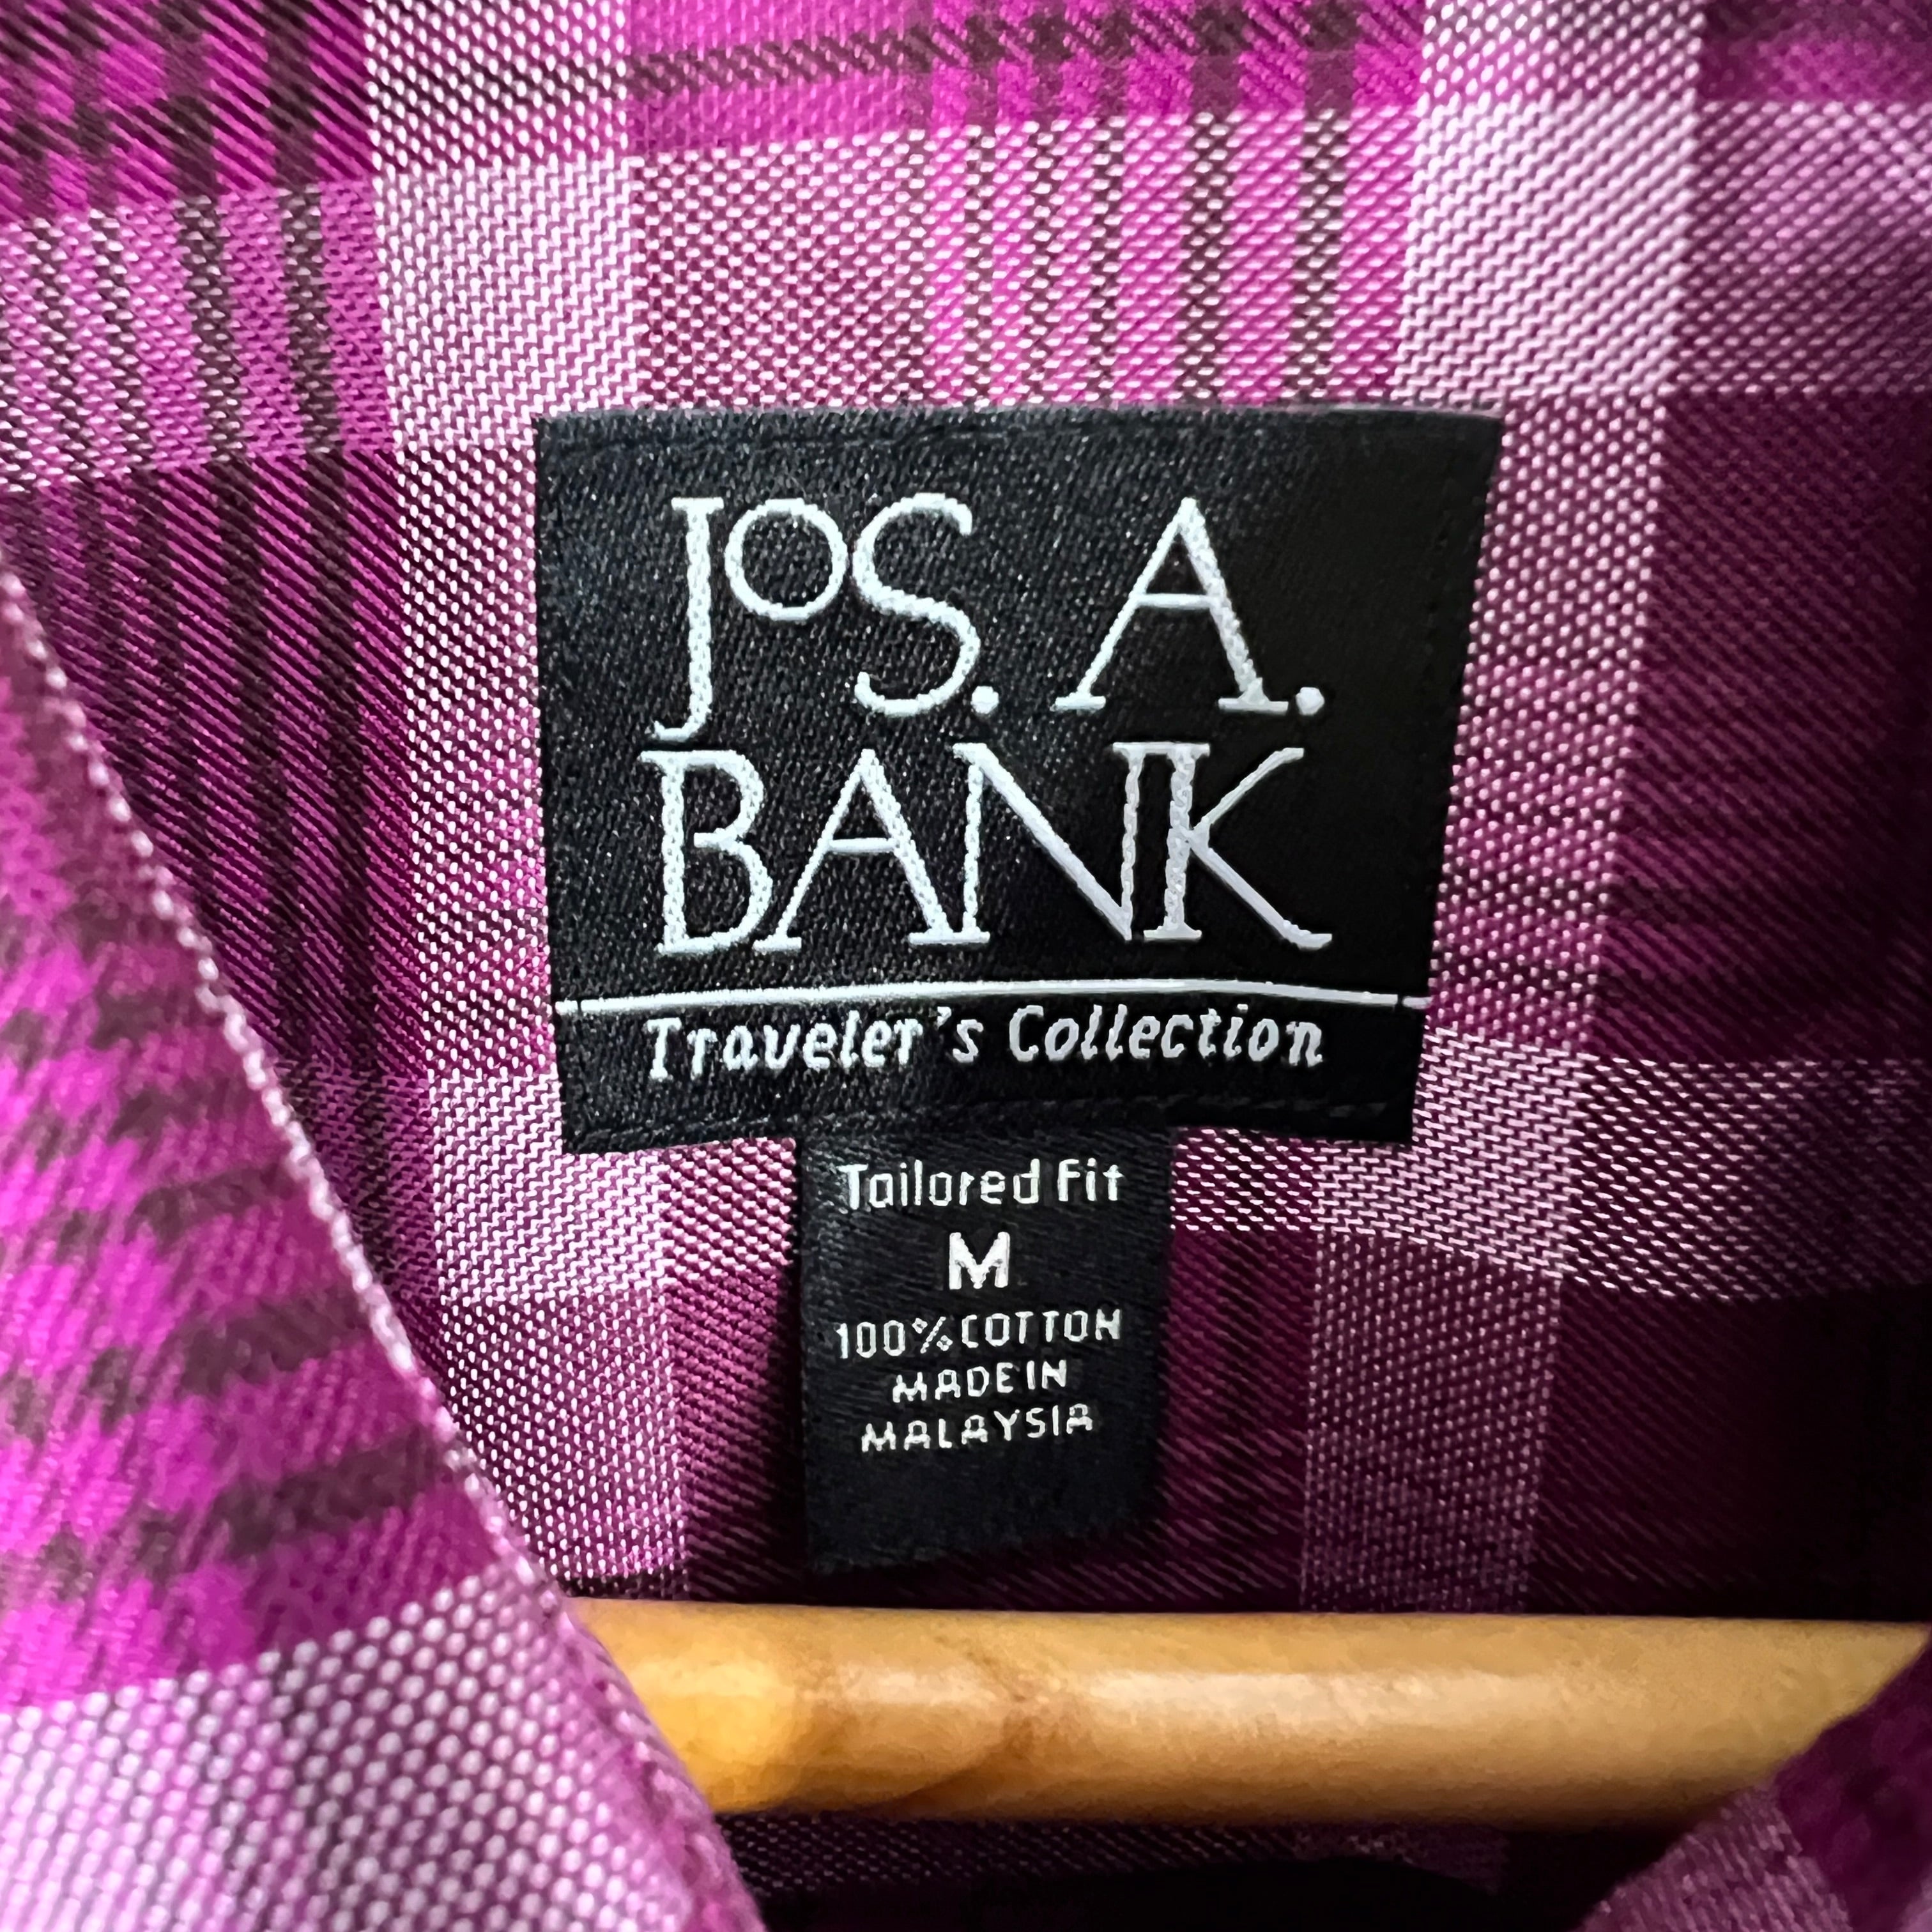 JoS. A.
BANK
Traveler's Collection
Tailored Fit
M
100% COTTON
MADE IN
MALAYSIA